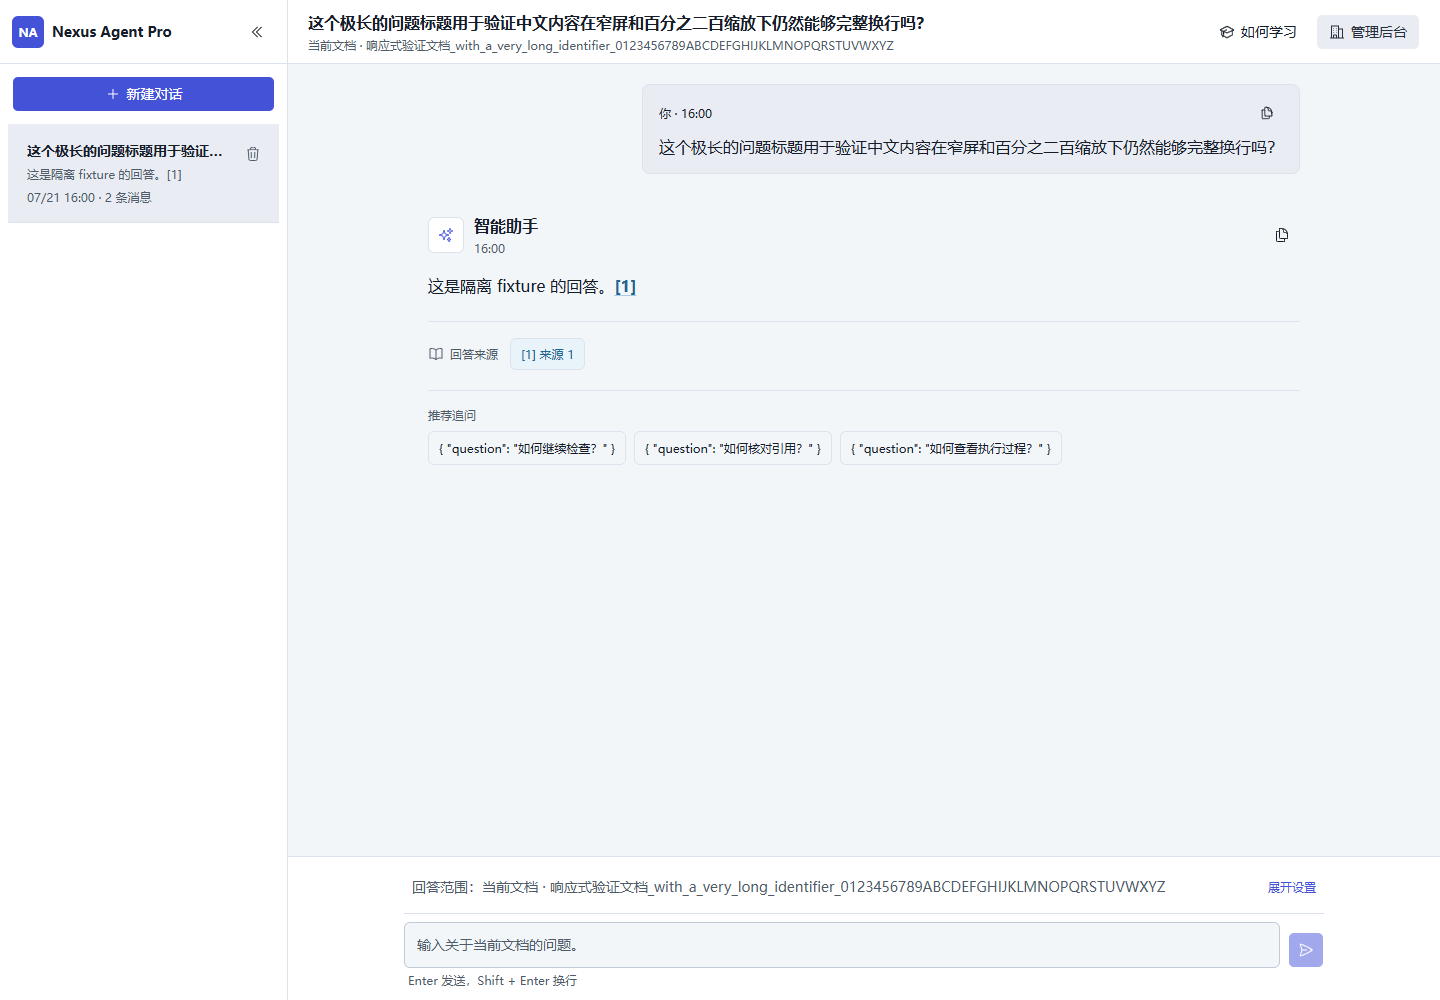 NA Nexus Agent Pro
新建对话
这个极长的问题标题用于验证...
这是隔离 fixture 的回答。[1]
07/21 16:00 · 2 条消息
这个极长的问题标题用于验证中文内容在窄屏和百分之二百缩放下仍然能够完整换行吗？
当前文档 · 响应式验证文档_with_a_very_long_identifier_0123456789ABCDEFGHIJKLMNOPQRSTUVWXYZ
如何学习
管理后台
你 · 16:00
这个极长的问题标题用于验证中文内容在窄屏和百分之二百缩放下仍然能够完整换行吗？
智能助手
16:00
这是隔离 fixture 的回答。[1]
回答来源 [1] 来源 1
推荐追问
{ "question": "如何继续检查？" } { "question": "如何核对引用？" } { "question": "如何查看执行过程？" }
回答范围：当前文档 · 响应式验证文档_with_a_very_long_identifier_0123456789ABCDEFGHIJKLMNOPQRSTUVWXYZ
展开设置
输入关于当前文档的问题。
Enter 发送，Shift + Enter 换行